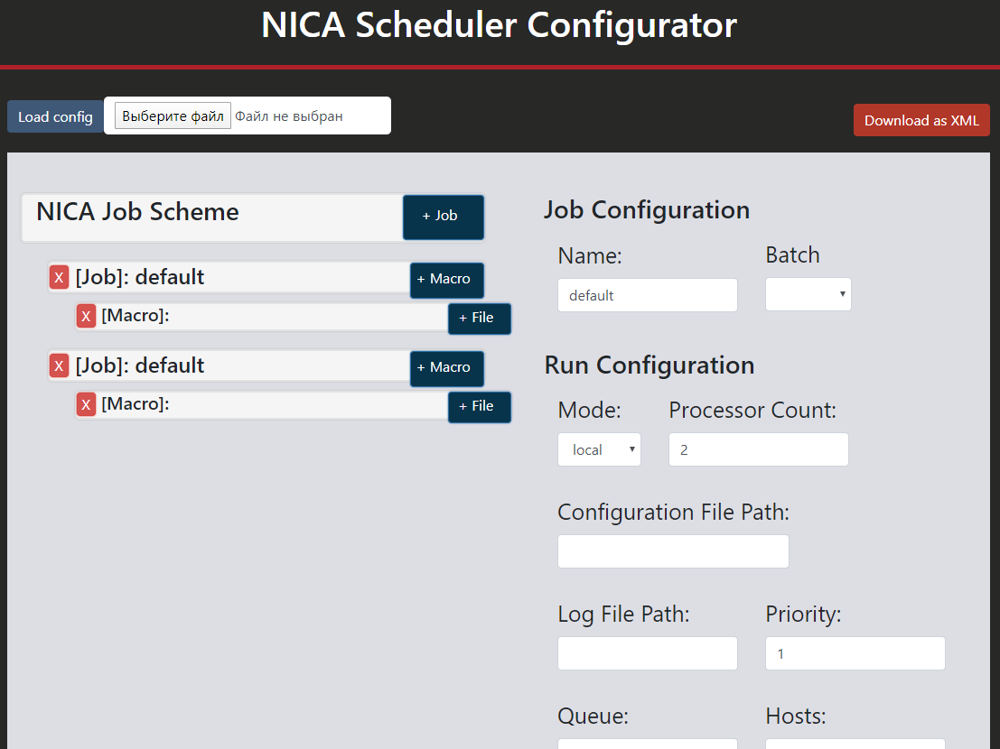 NICA Scheduler Configurator
Load config Выберите файл Файл не выбран Download as XML
NICA Job Scheme + Job
X [Job]: default + Macro
X [Macro]: + File
X [Job]: default + Macro
X [Macro]: + File
Job Configuration
Name: Batch
default
Run Configuration
Mode: Processor Count:
local 2
Configuration File Path:
Log File Path: Priority:
1
Queue: Hosts: